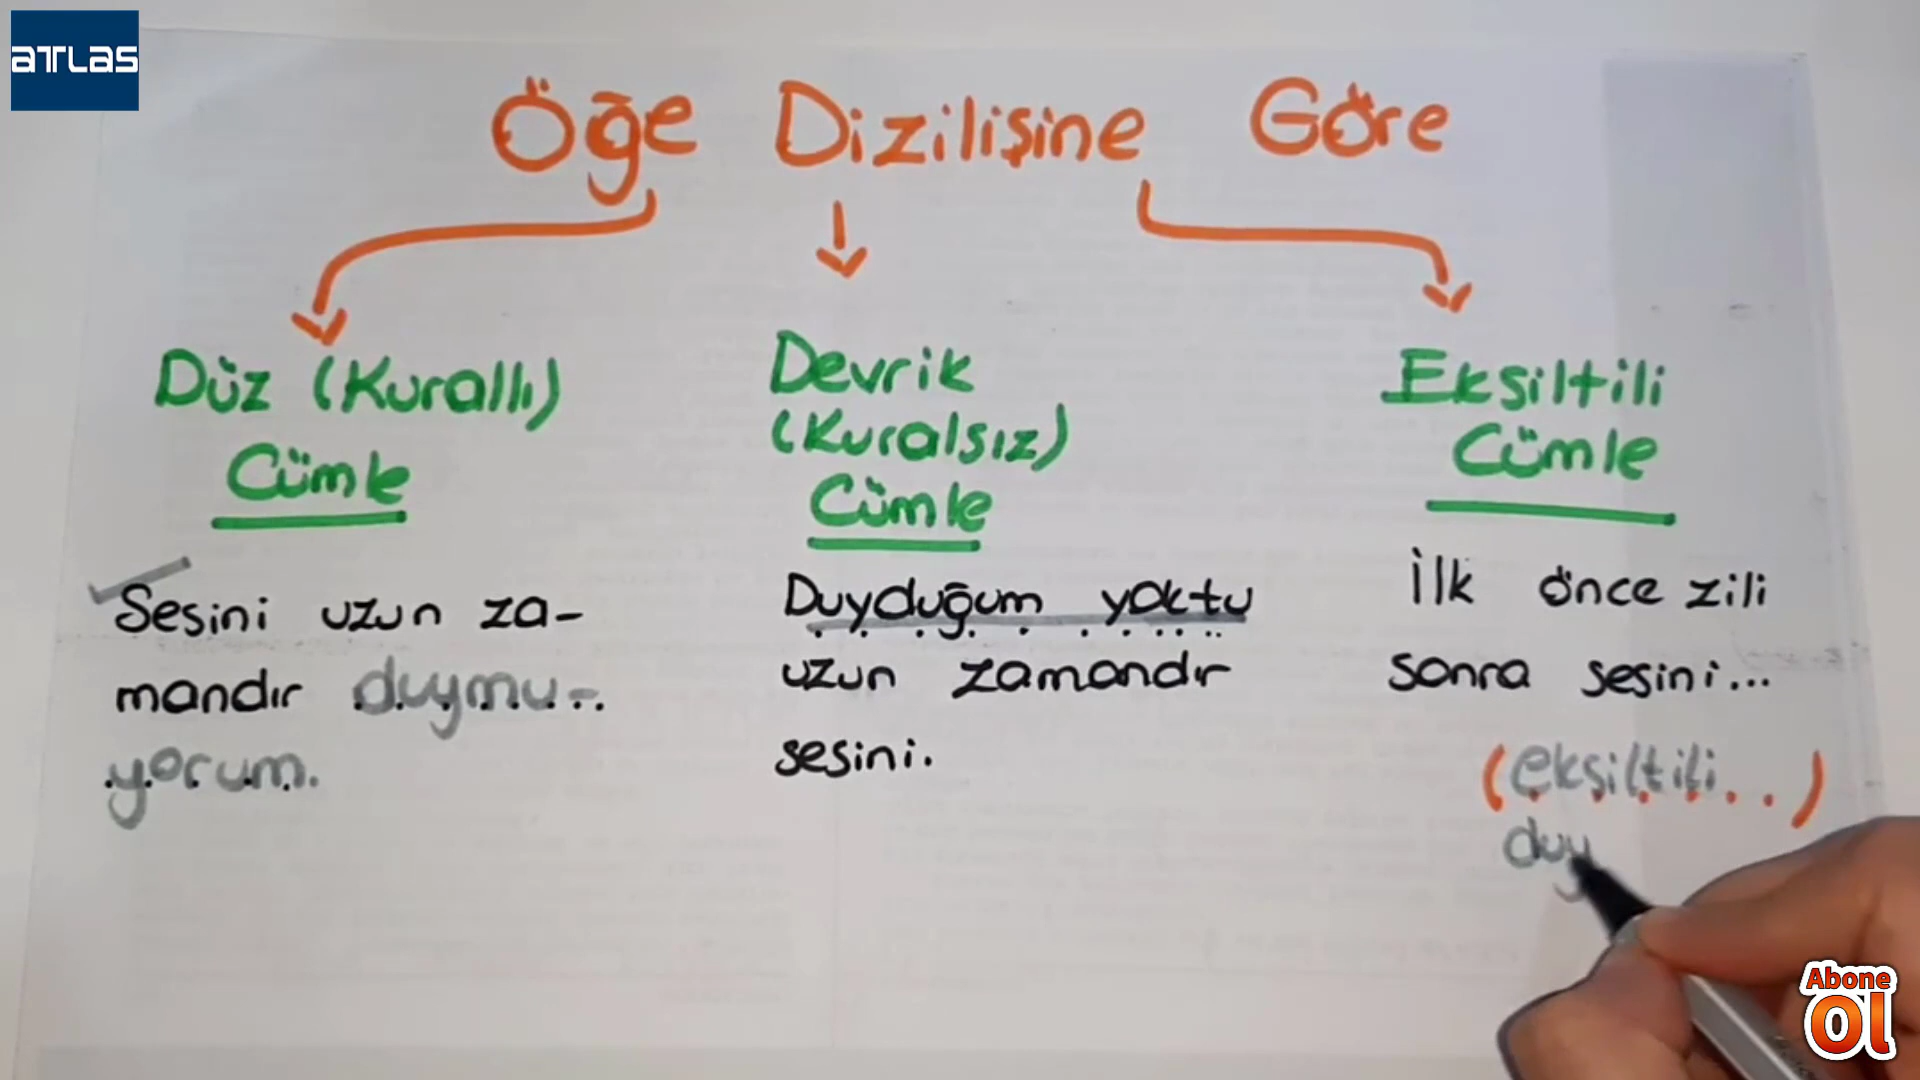 ATLAS
Öğe Dizilişine Göre
Düz (Kurallı)
Cümle
Sesini uzun za-
mandır duymu-
yorum.
Devrik
(Kuralsız)
Cümle
Duyduğum yoktu
uzun zamandır
sesini.
Eksiltili
Cümle
İlk önce zili
sonra sesini...
(eksiltili..)
duy
Abone
Ol